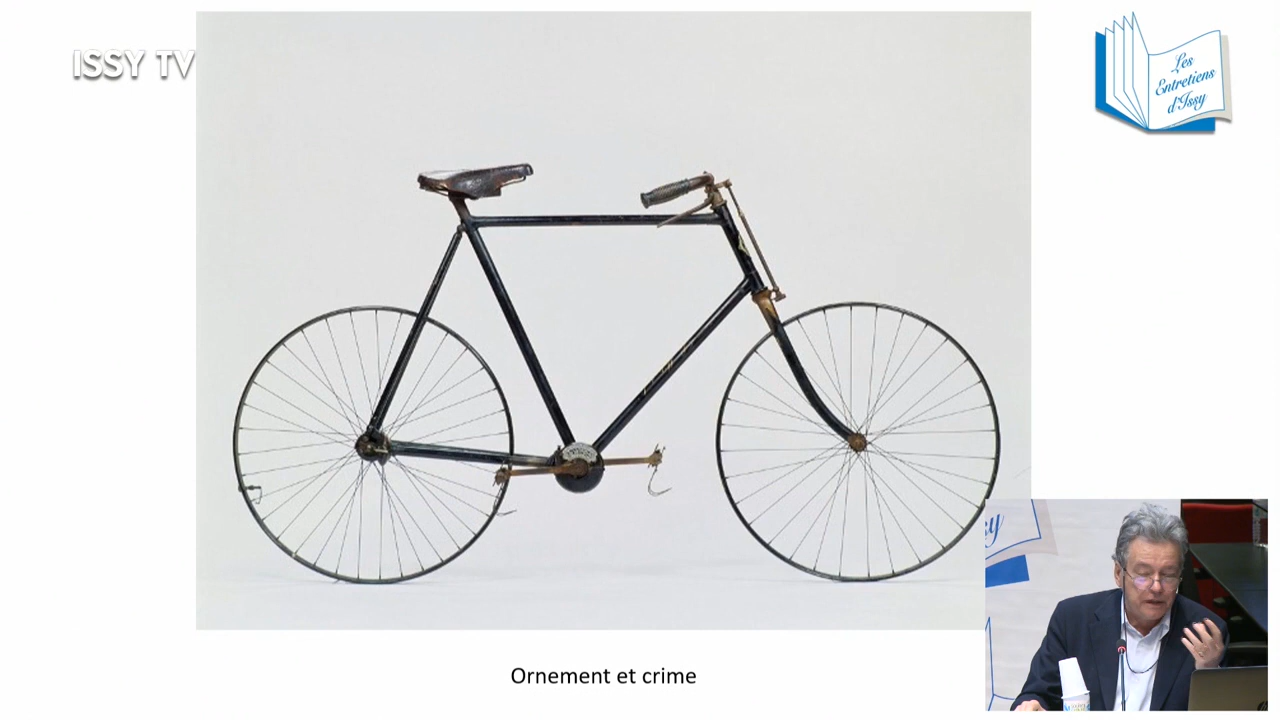 ISSY TV
Les
Entretiens
d'Issy
Ornement et crime